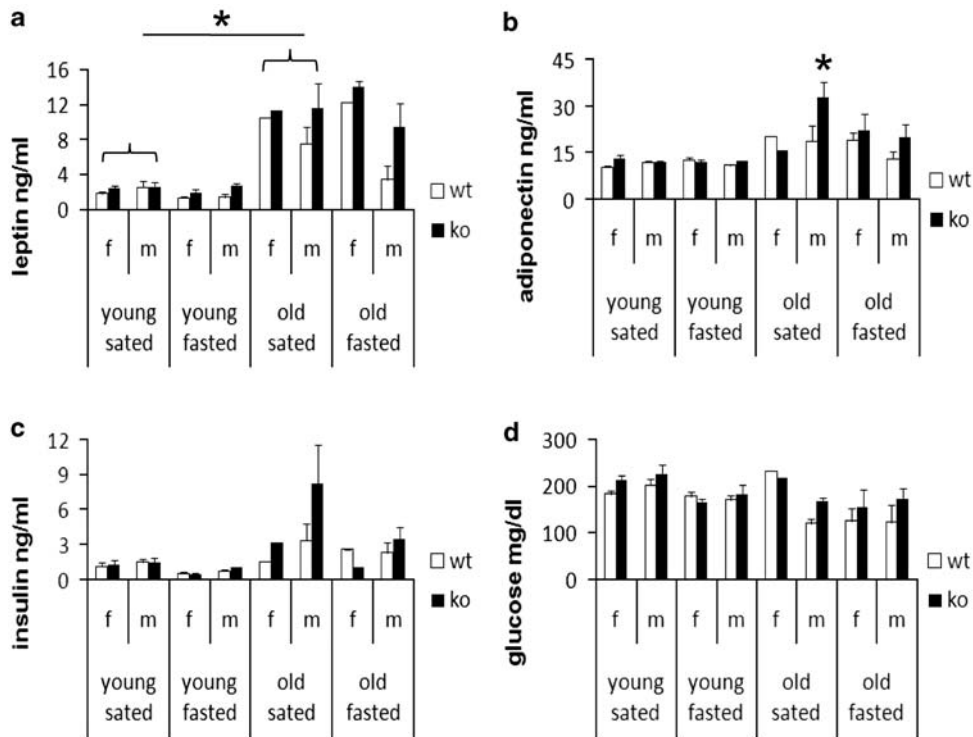 a
*
leptin ng/ml
16
12
8
4
0
wt
ko
f m f m f m f m
young sated
young fasted
old sated
old fasted
b
*
adiponectin ng/ml
45
30
15
0
wt
ko
f m f m f m f m
young sated
young fasted
old sated
old fasted
c
insulin ng/ml
12
9
6
3
0
wt
ko
f m f m f m f m
young sated
young fasted
old sated
old fasted
d
glucose mg/dl
300
200
100
0
wt
ko
f m f m f m f m
young sated
young fasted
old sated
old fasted